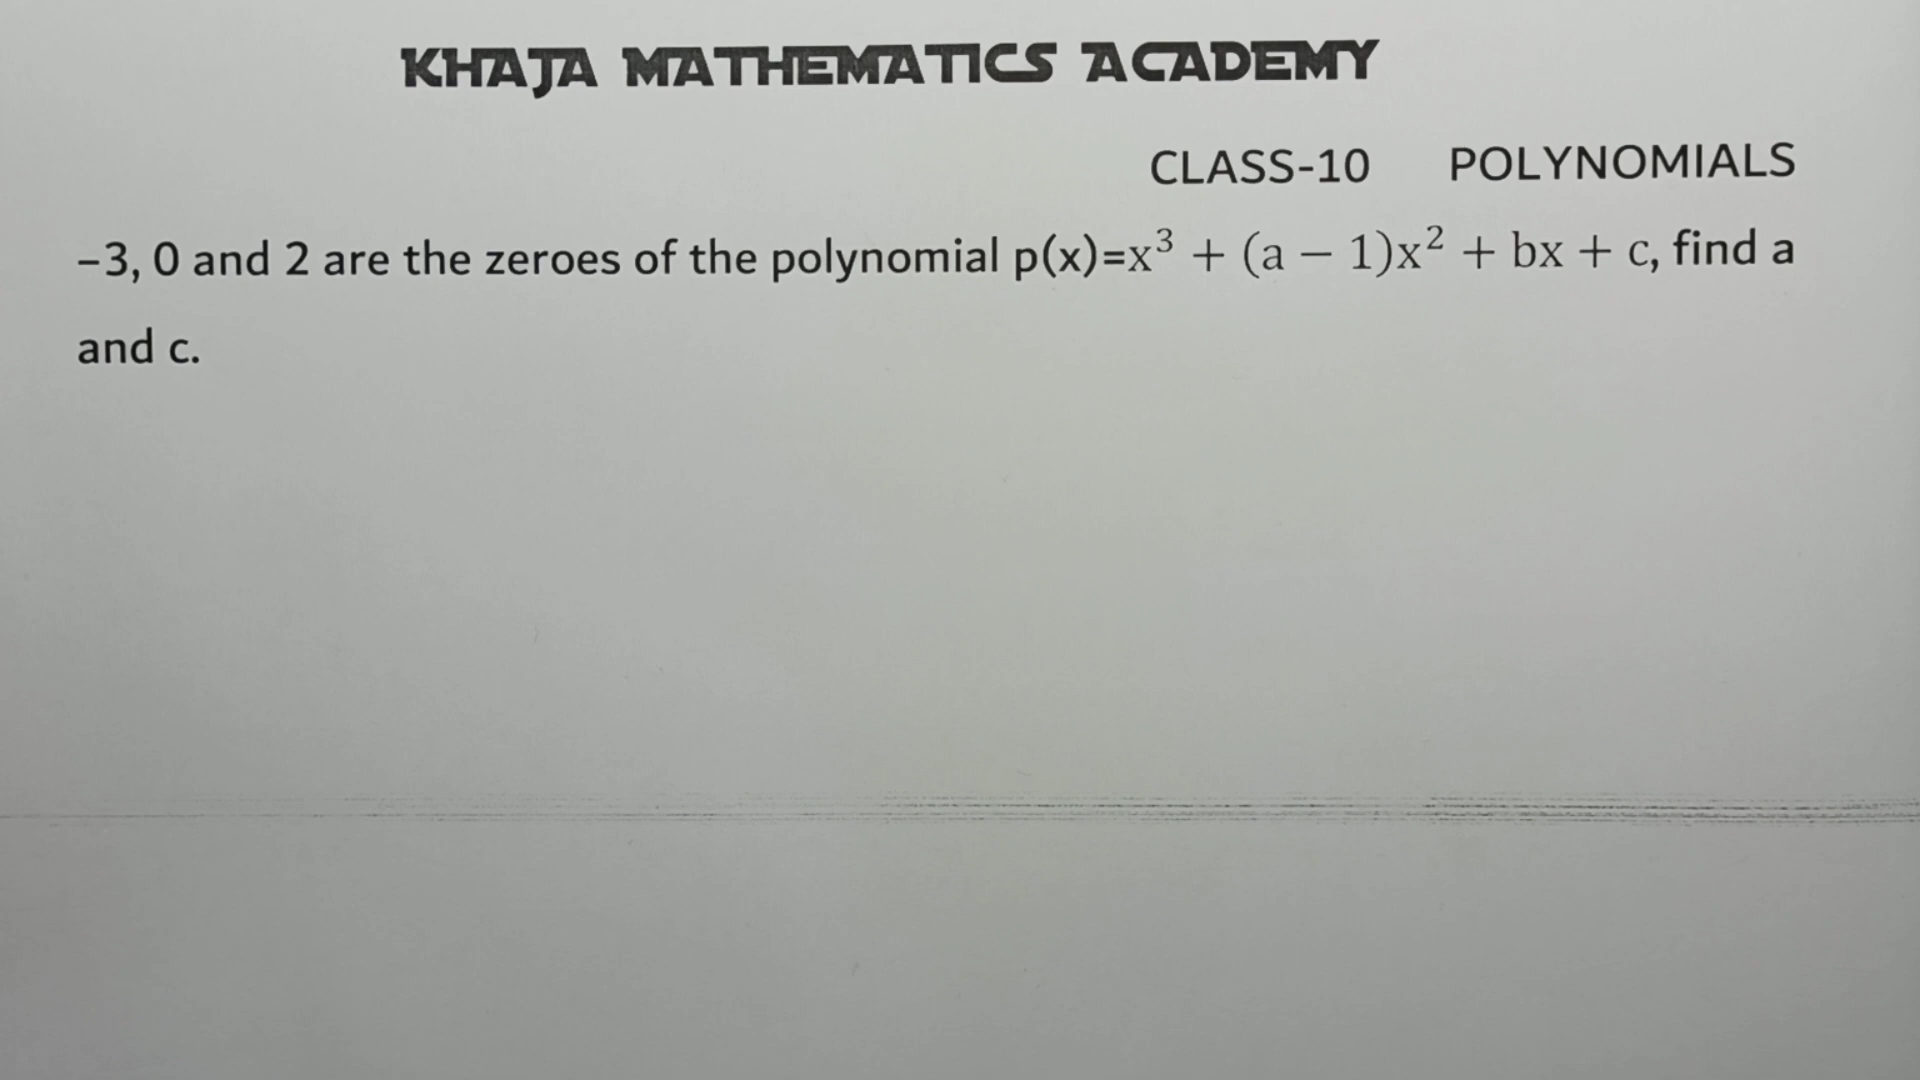 KHAJA MATHEMATICS ACADEMY
CLASS-10 POLYNOMIALS
–3, 0 and 2 are the zeroes of the polynomial p(x)=x³ + (a − 1)x² + bx + c, find a
and c.